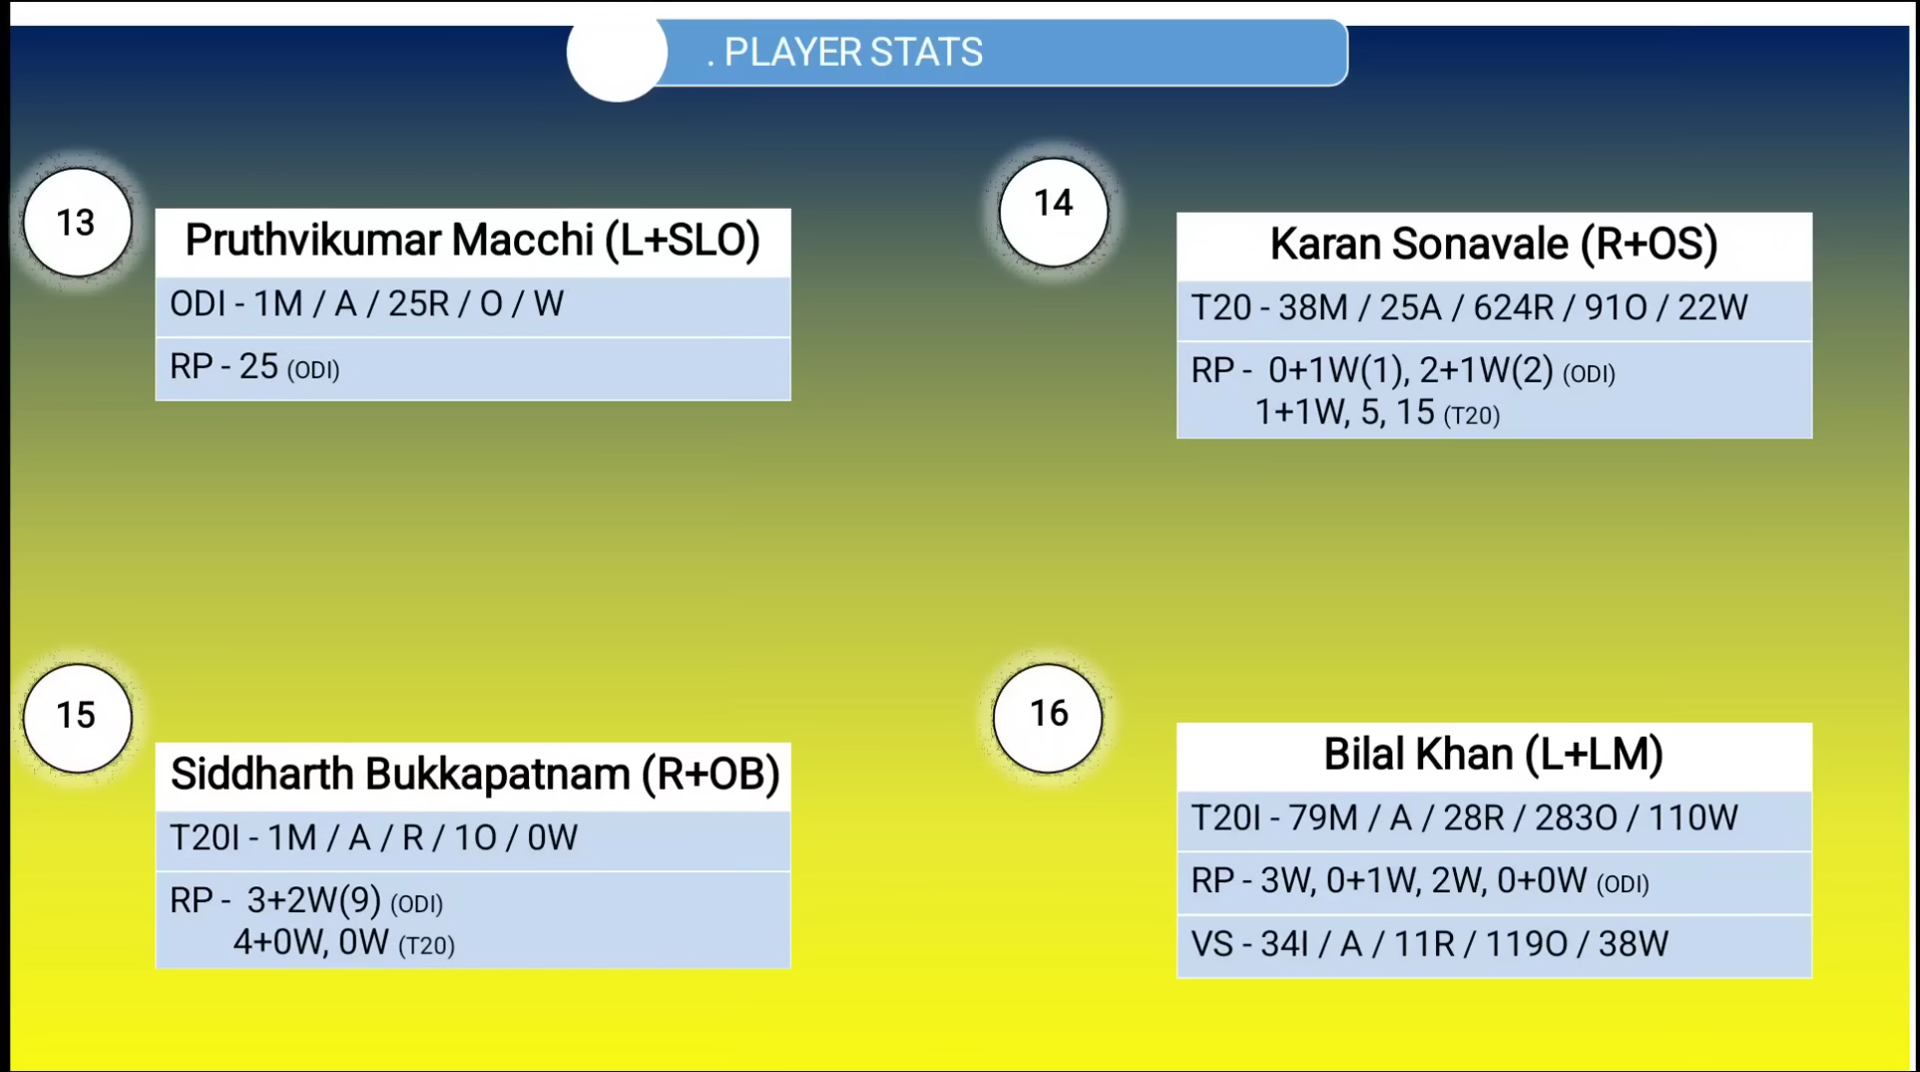 . PLAYER STATS
13
Pruthvikumar Macchi (L+SLO)
ODI - 1M / A / 25R / O / W
RP - 25 (ODI)
14
Karan Sonavale (R+OS)
T20 - 38M / 25A / 624R / 91O / 22W
RP - 0+1W(1), 2+1W(2) (ODI)
1+1W, 5, 15 (T20)
15
Siddharth Bukkapatnam (R+OB)
T20I - 1M / A / R / 1O / 0W
RP - 3+2W(9) (ODI)
4+0W, 0W (T20)
16
Bilal Khan (L+LM)
T20I - 79M / A / 28R / 283O / 110W
RP - 3W, 0+1W, 2W, 0+0W (ODI)
VS - 34I / A / 11R / 119O / 38W